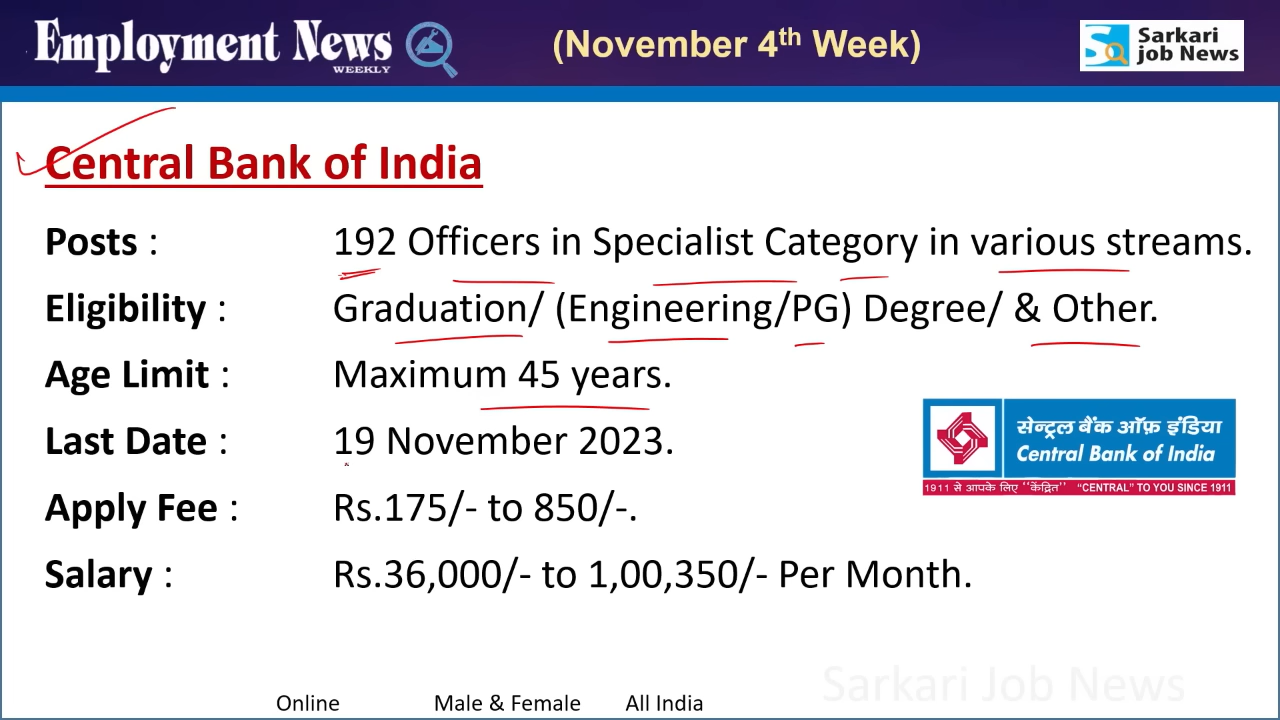 Employment News
WEEKLY
(November 4th Week)
Sarkari
Job News
Central Bank of India
Posts : 192 Officers in Specialist Category in various streams.
Eligibility : Graduation/ (Engineering/PG) Degree/ & Other.
Age Limit : Maximum 45 years.
Last Date : 19 November 2023.
Apply Fee : Rs.175/- to 850/-.
Salary : Rs.36,000/- to 1,00,350/- Per Month.
सेन्ट्रल बैंक ऑफ़ इंडिया
Central Bank of India
1911 से आपके लिए "केंद्रित" "CENTRAL" TO YOU SINCE 1911
Sarkari Job News
Online Male & Female All India